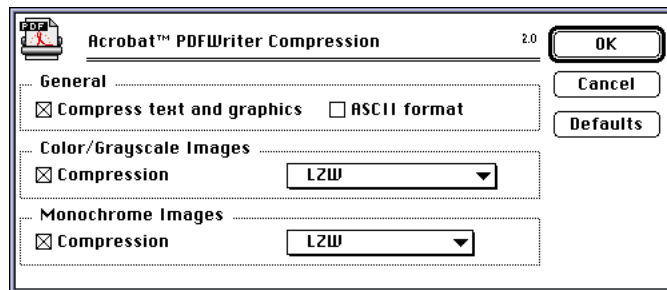 PDF
Acrobat™ PDFWriter Compression
2.0
OK
Cancel
Defaults
General
Compress text and graphics
ASCII format
Color/Grayscale Images
Compression
LZW
Monochrome Images
Compression
LZW